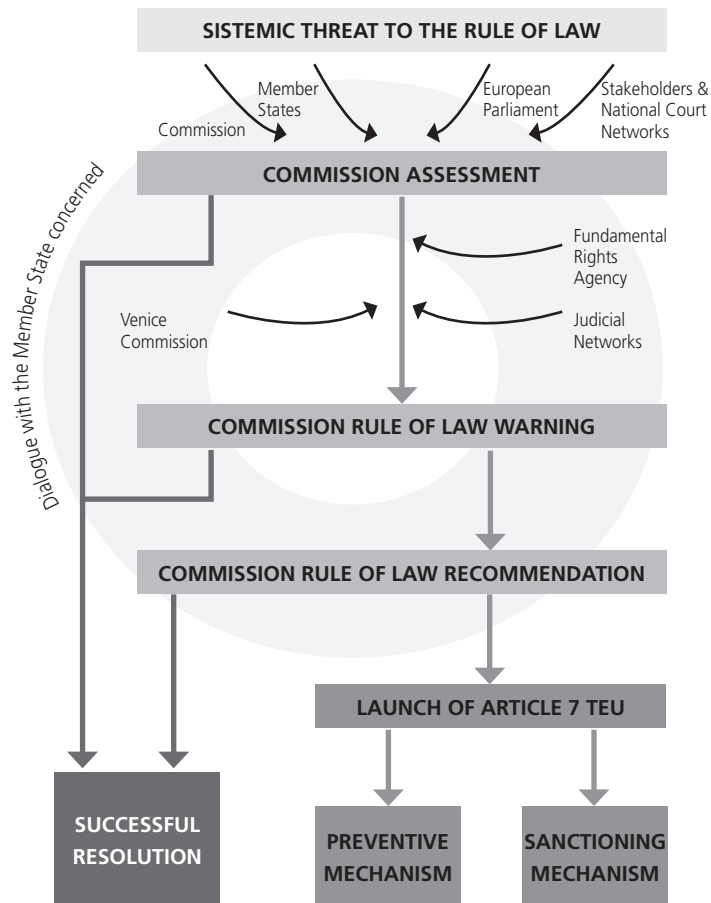 SISTEMIC THREAT TO THE RULE OF LAW
Commission
Member
States
European
Parliament
Stakeholders &
National Court
Networks
COMMISSION ASSESSMENT
Dialogue with the Member State concerned
Fundamental
Rights
Agency
Venice
Commission
Judicial
Networks
COMMISSION RULE OF LAW WARNING
COMMISSION RULE OF LAW RECOMMENDATION
LAUNCH OF ARTICLE 7 TEU
SUCCESSFUL
RESOLUTION
PREVENTIVE
MECHANISM
SANCTIONING
MECHANISM